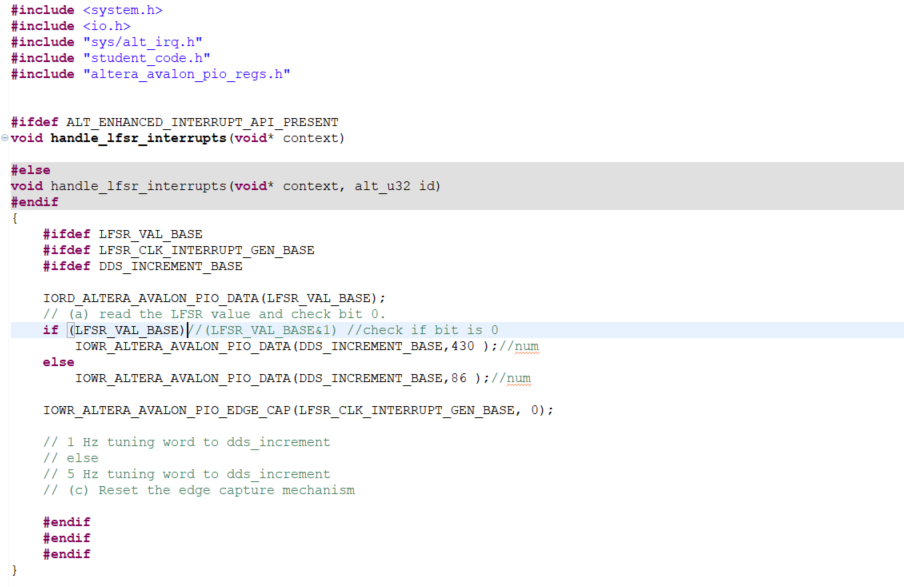 #include <system.h>
#include <io.h>
#include "sys/alt_irq.h"
#include "student_code.h"
#include "altera_avalon_pio_regs.h"
#ifdef ALT_ENHANCED_INTERRUPT_API_PRESENT
void handle_lfsr_interrupts(void* context)
#else
void handle_lfsr_interrupts(void* context, alt_u32 id)
#endif
{
#ifdef LFSR_VAL_BASE
#ifdef LFSR_CLK_INTERRUPT_GEN_BASE
#ifdef DDS_INCREMENT_BASE
IORD_ALTERA_AVALON_PIO_DATA(LFSR_VAL_BASE);
// (a) read the LFSR value and check bit 0.
if (LFSR_VAL_BASE)//(LFSR_VAL_BASE&1) //check if bit is 0
IOWR_ALTERA_AVALON_PIO_DATA(DDS_INCREMENT_BASE,430 );//num
else
IOWR_ALTERA_AVALON_PIO_DATA(DDS_INCREMENT_BASE,86 );//num
IOWR_ALTERA_AVALON_PIO_EDGE_CAP(LFSR_CLK_INTERRUPT_GEN_BASE, 0);
// 1 Hz tuning word to dds_increment
// else
// 5 Hz tuning word to dds_increment
// (c) Reset the edge capture mechanism
#endif
#endif
#endif
}